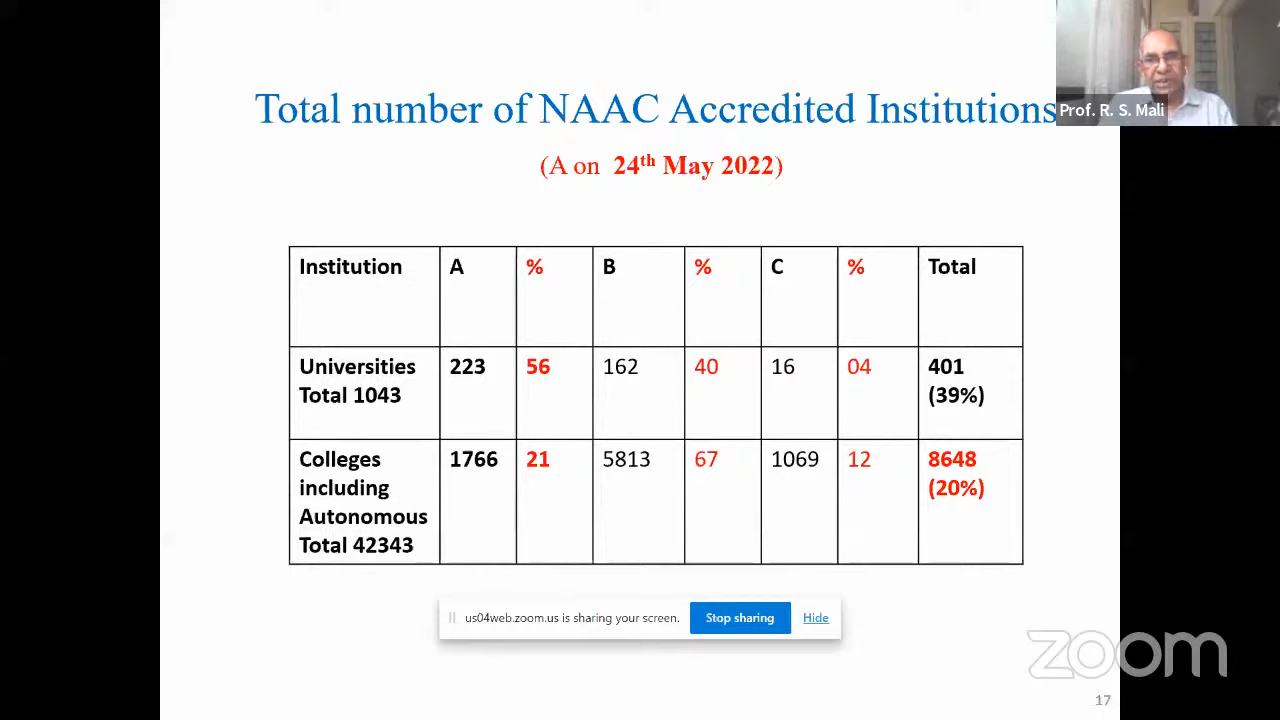 Prof. R. S. Mali
Total number of NAAC Accredited Institutions
(A on 24th May 2022)
Institution A % B % C % Total
Universities 223 56 162 40 16 04 401
Total 1043 (39%)
Colleges 1766 21 5813 67 1069 12 8648
including (20%)
Autonomous
Total 42343
us04web.zoom.us is sharing your screen. Stop sharing Hide
zoom
17